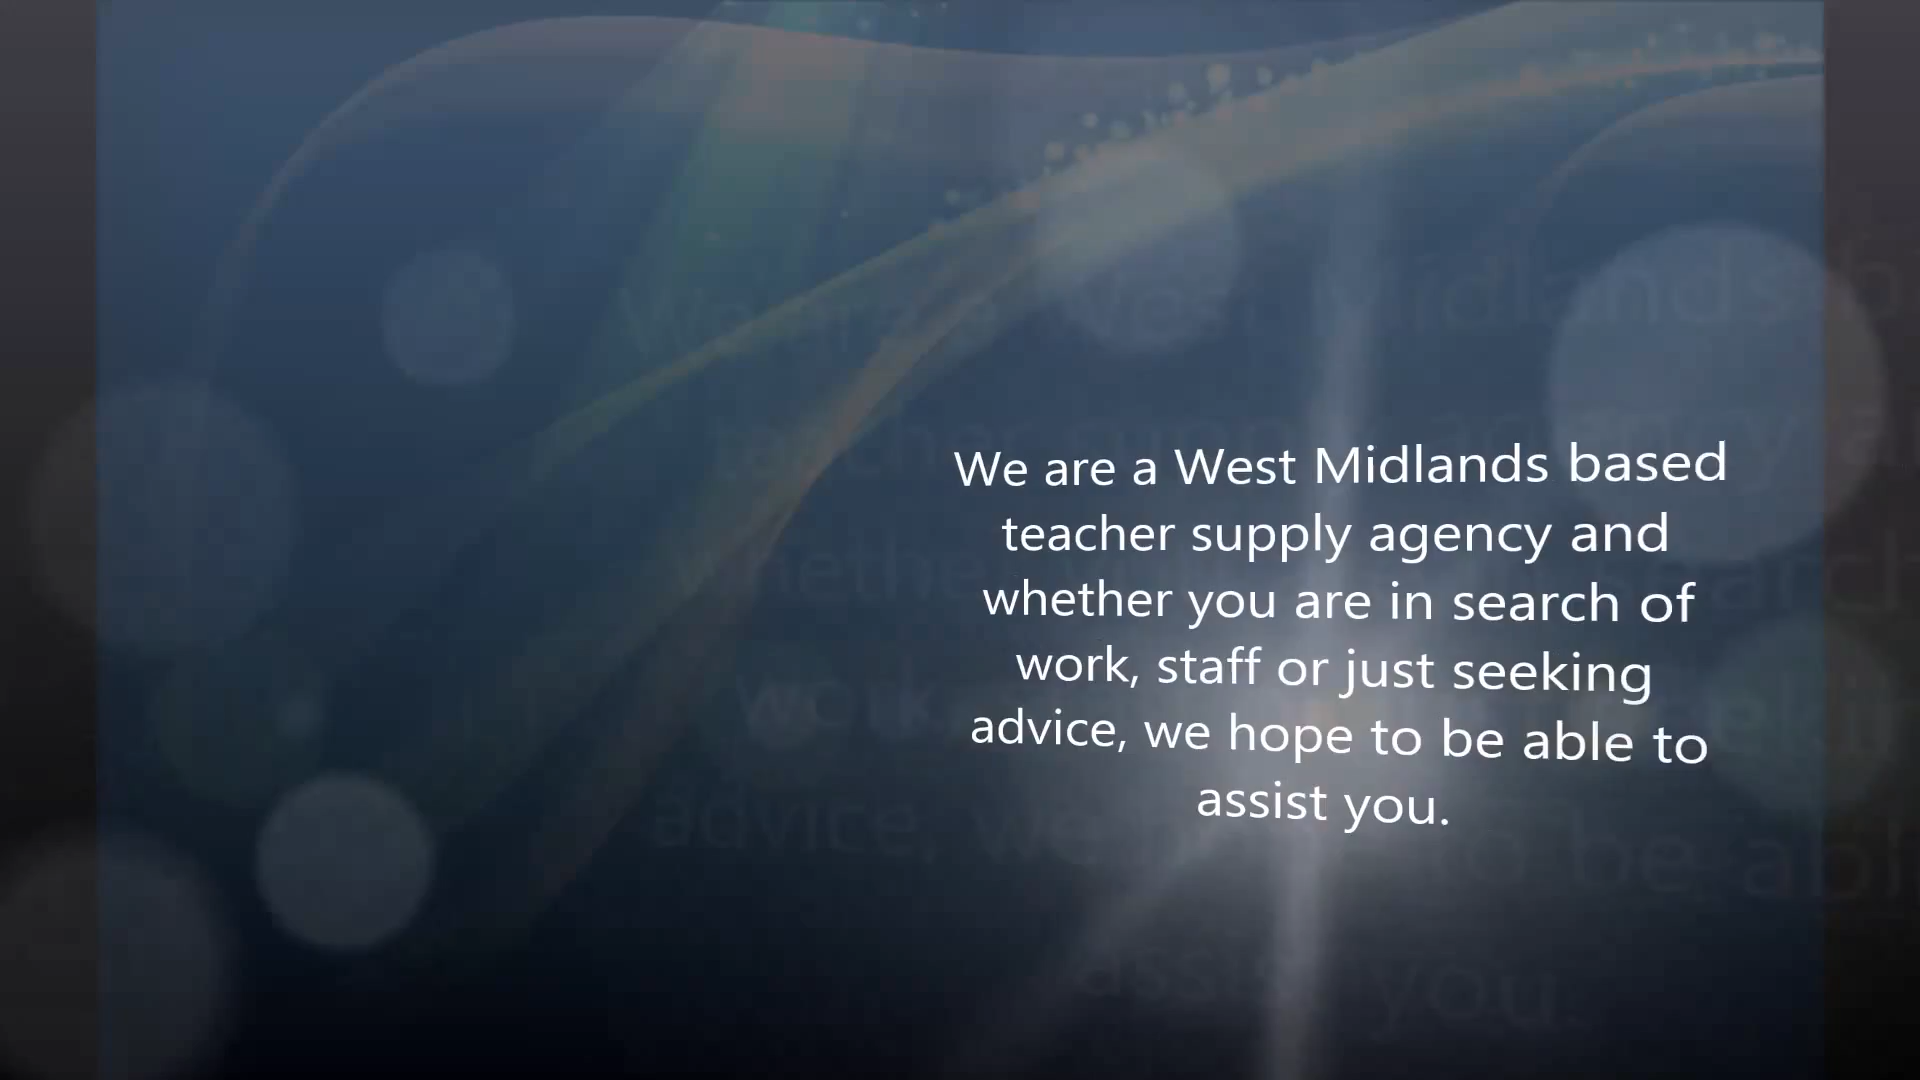 We are a West Midlands based
teacher supply agency and
whether you are in search of
work, staff or just seeking
advice, we hope to be able to
assist you.